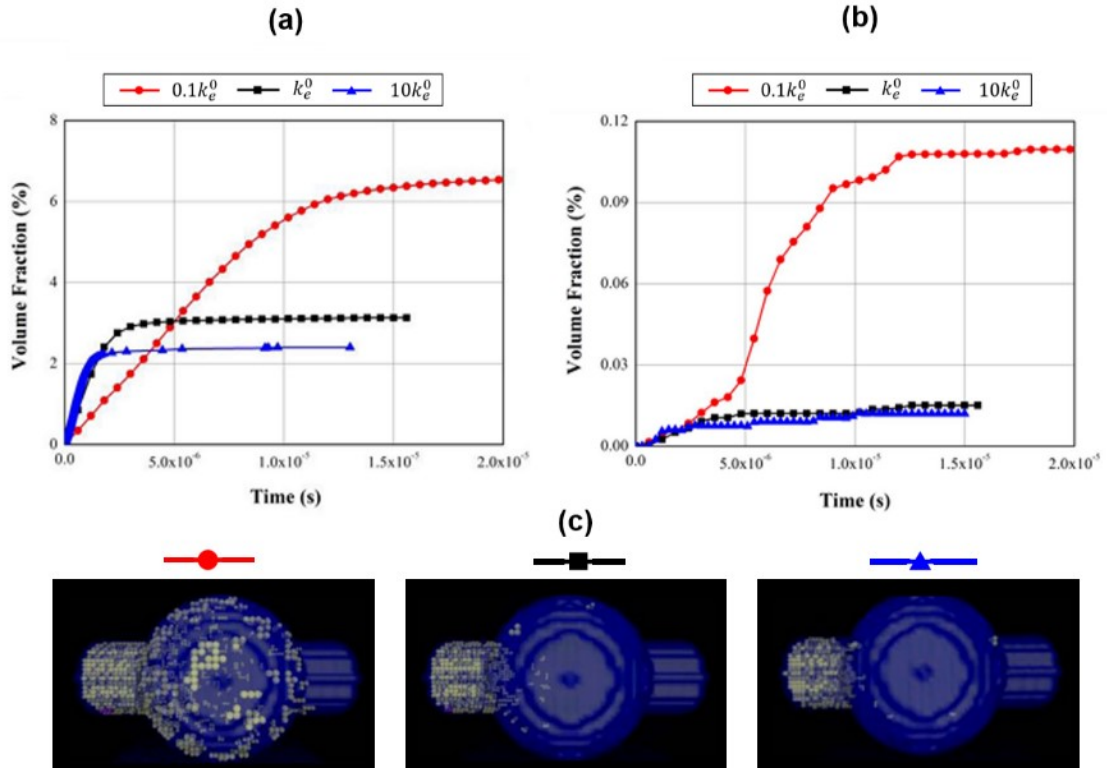 (a)
(b)
0.1k_e^0 k_e^0 10k_e^0
0.1k_e^0 k_e^0 10k_e^0
Volume Fraction (%)
8
6
4
2
0
0.0 5.0x10⁻⁶ 1.0x10⁻⁵ 1.5x10⁻⁵ 2.0x10⁻⁵
Time (s)
Volume Fraction (%)
0.12
0.09
0.06
0.03
0.00
0.0 5.0x10⁻⁶ 1.0x10⁻⁵ 1.5x10⁻⁵ 2.0x10⁻⁵
Time (s)
(c)